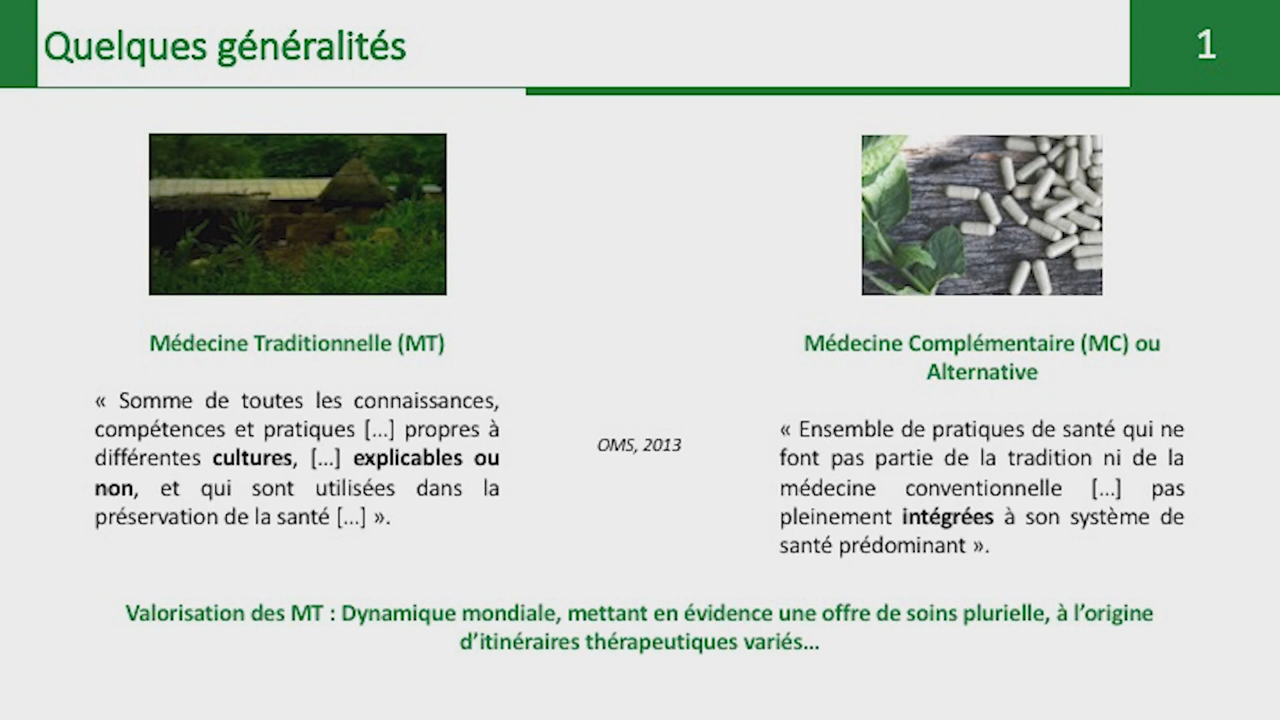 Quelques généralités
1
Médecine Traditionnelle (MT)
« Somme de toutes les connaissances,
compétences et pratiques [...] propres à
différentes cultures, [...] explicables ou
non, et qui sont utilisées dans la
préservation de la santé [...] ».
OMS, 2013
Médecine Complémentaire (MC) ou
Alternative
« Ensemble de pratiques de santé qui ne
font pas partie de la tradition ni de la
médecine conventionnelle [...] pas
pleinement intégrées à son système de
santé prédominant ».
Valorisation des MT : Dynamique mondiale, mettant en évidence une offre de soins plurielle, à l'origine
d'itinéraires thérapeutiques variés...